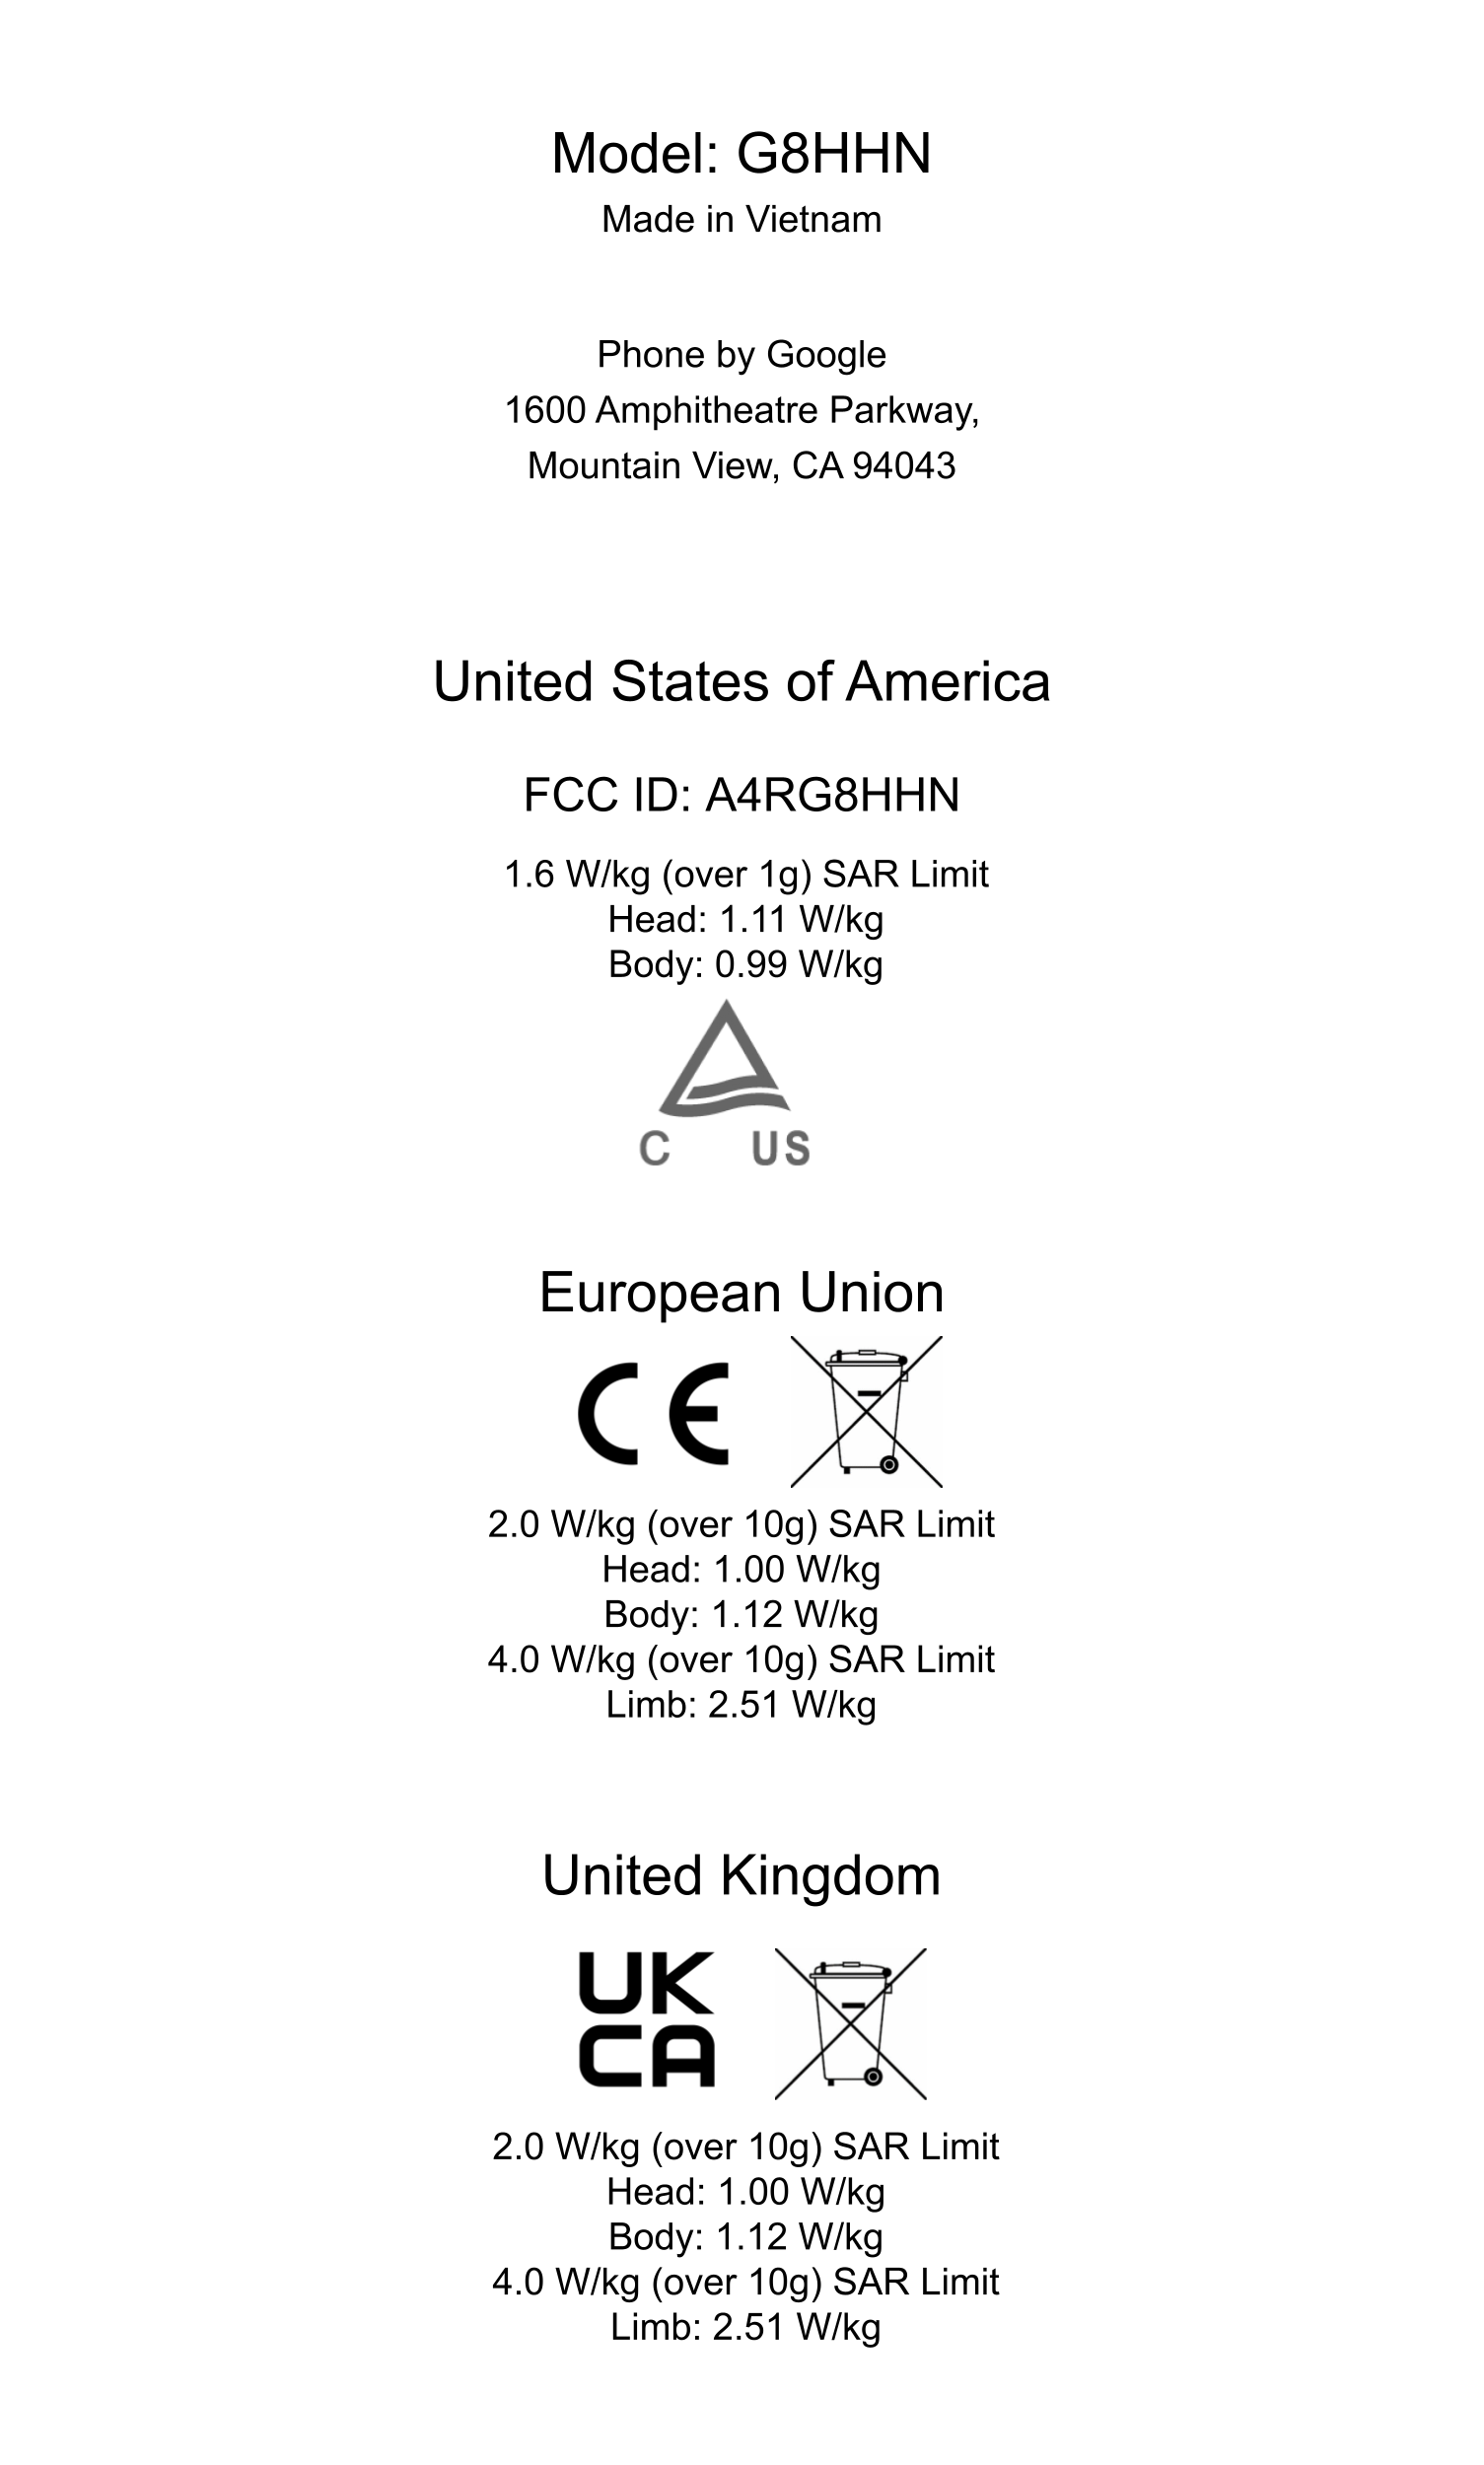 Model: G8HHN
Made in Vietnam
Phone by Google
1600 Amphitheatre Parkway,
Mountain View, CA 94043
United States of America
FCC ID: A4RG8HHN
1.6 W/kg (over 1g) SAR Limit
Head: 1.11 W/kg
Body: 0.99 W/kg
C US
European Union
CE
2.0 W/kg (over 10g) SAR Limit
Head: 1.00 W/kg
Body: 1.12 W/kg
4.0 W/kg (over 10g) SAR Limit
Limb: 2.51 W/kg
United Kingdom
UK
CA
2.0 W/kg (over 10g) SAR Limit
Head: 1.00 W/kg
Body: 1.12 W/kg
4.0 W/kg (over 10g) SAR Limit
Limb: 2.51 W/kg